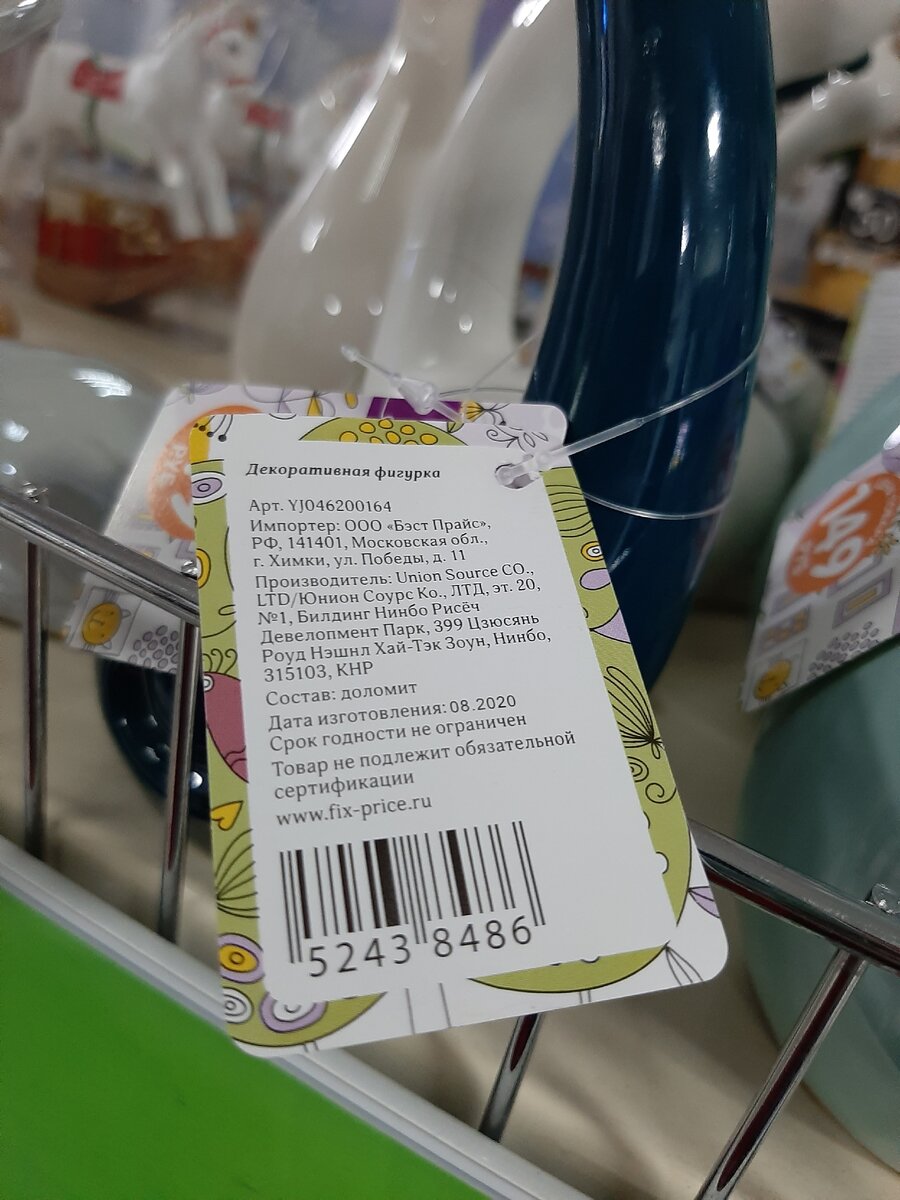 Декоративная фигурка
Арт. YJ046200164
Импортер: ООО «Бэст Прайс»,
РФ, 141401, Московская обл.,
г. Химки, ул. Победы, д. 11
Производитель: Union Source CO.,
LTD/Юнион Соурс Ко., ЛТД, эт. 20,
№1, Билдинг Нинбо Рисёч
Девелопмент Парк, 399 Цзюсянь
Роуд Нэшнл Хай-Тэк Зоун, Нинбо,
315103, КНР
Состав: доломит
Дата изготовления: 08.2020
Срок годности не ограничен
Товар не подлежит обязательной
сертификации
www.fix-price.ru
5243 8486
149
РУБ